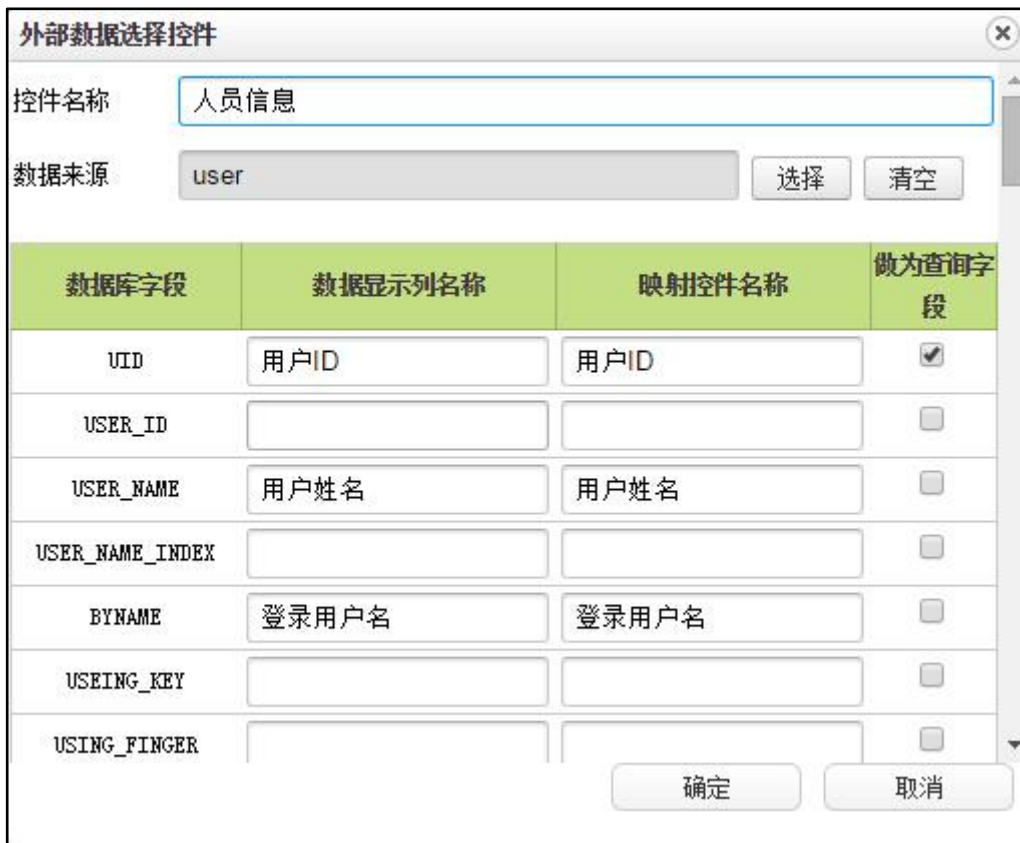 外部数据选择控件
控件名称 人员信息
数据来源 user 选择 清空
数据库字段 数据显示列名称 映射控件名称 做为查询字段
UID 用户ID 用户ID
USER_ID
USER_NAME 用户姓名 用户姓名
USER_NAME_INDEX
BYNAME 登录用户名 登录用户名
USEING_KEY
USING_FINGER
确定 取消